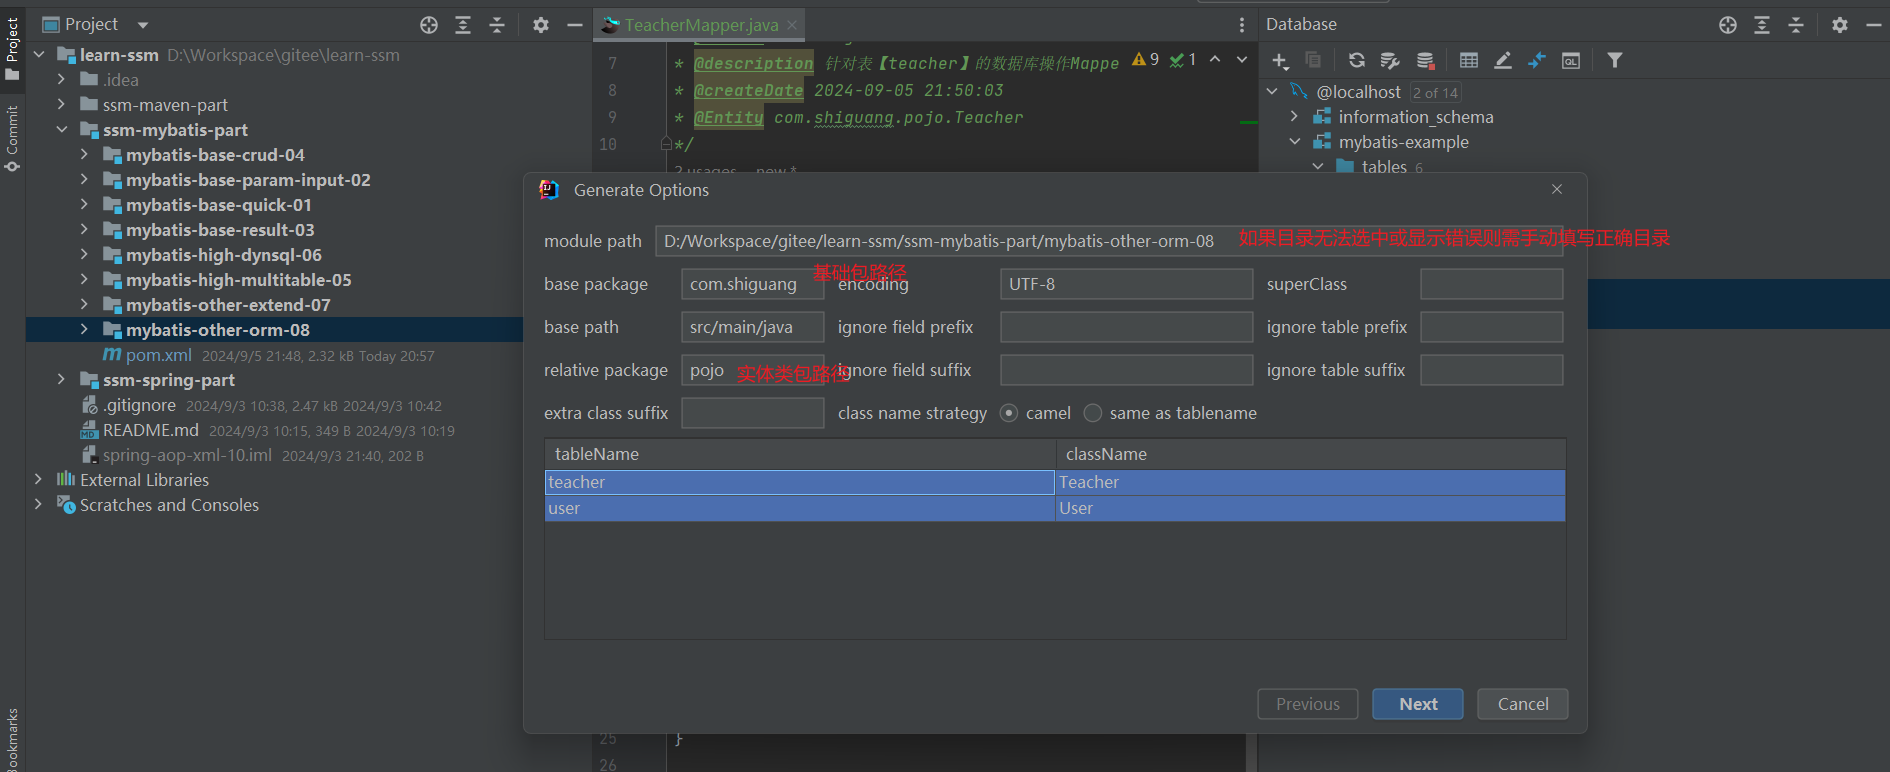 Project
Commit
Bookmarks
Project
learn-ssm D:\Workspace\gitee\learn-ssm
.idea
ssm-maven-part
ssm-mybatis-part
mybatis-base-crud-04
mybatis-base-param-input-02
mybatis-base-quick-01
mybatis-base-result-03
mybatis-high-dynsql-06
mybatis-high-multitable-05
mybatis-other-extend-07
mybatis-other-orm-08
pom.xml 2024/9/5 21:48, 2.32 kB Today 20:57
ssm-spring-part
.gitignore 2024/9/3 10:38, 2.47 kB 2024/9/3 10:42
README.md 2024/9/3 10:15, 349 B 2024/9/3 10:19
spring-aop-xml-10.iml 2024/9/3 21:40, 202 B
External Libraries
Scratches and Consoles
TeacherMapper.java
7 * @description 针对表【teacher】的数据库操作Mappe 9 1
8 * @createDate 2024-09-05 21:50:03
9 * @Entity com.shiguang.pojo.Teacher
10 */
2 usages new *
25 }
26
Database
@localhost 2 of 14
information_schema
mybatis-example
tables 6
Generate Options
module path D:/Workspace/gitee/learn-ssm/ssm-mybatis-part/mybatis-other-orm-08 如果目录无法选中或显示错误则需手动填写正确目录
基础包路径
base package com.shiguang encoding UTF-8 superClass
base path src/main/java ignore field prefix ignore table prefix
relative package pojo 实体类包路径 ignore field suffix ignore table suffix
extra class suffix class name strategy camel same as tablename
tableName className
teacher Teacher
user User
Previous Next Cancel